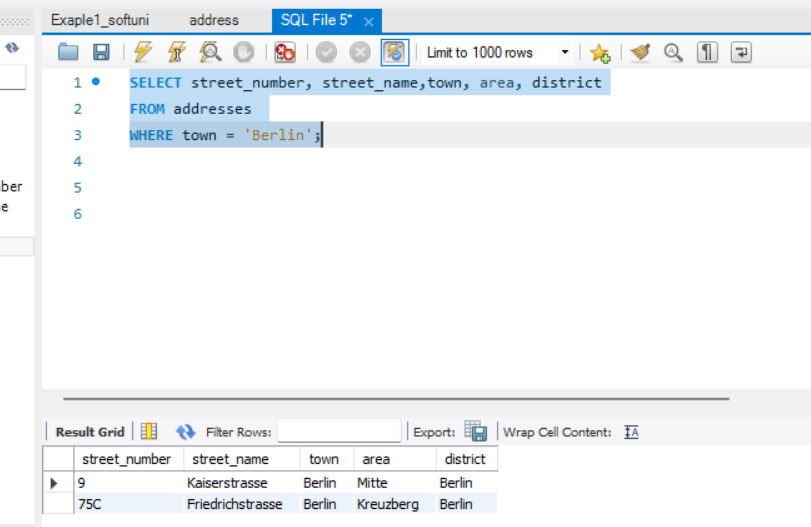 Exaple1_softuni address SQL File 5* ×
Limit to 1000 rows
1 SELECT street_number, street_name,town, area, district
2 FROM addresses
3 WHERE town = 'Berlin';
4
5
ber
e
6
Result Grid Filter Rows: Export: Wrap Cell Content: IA
street_number street_name town area district
9 Kaiserstrasse Berlin Mitte Berlin
75C Friedrichstrasse Berlin Kreuzberg Berlin